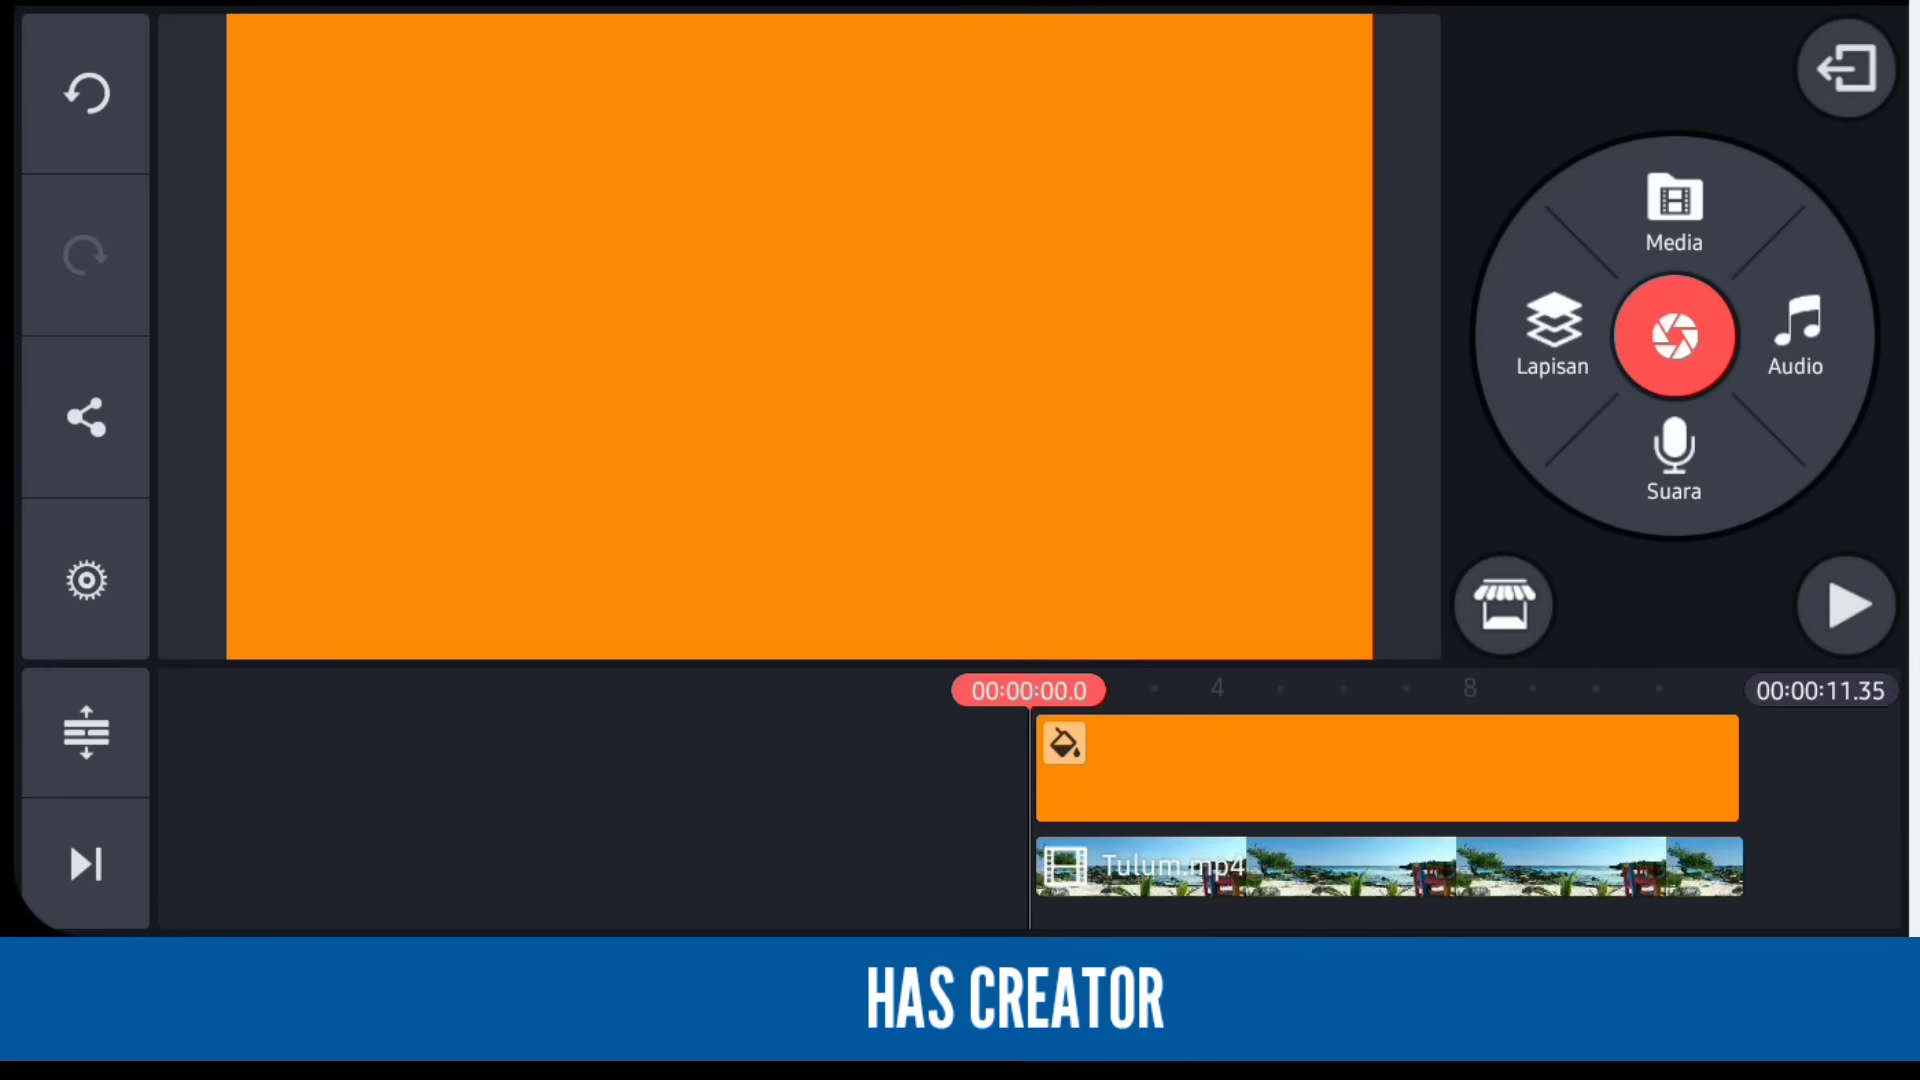 Media
Lapisan
Audio
Suara
00:00:00.0
4
8
00:00:11.35
Tulum.mp4
HAS CREATOR